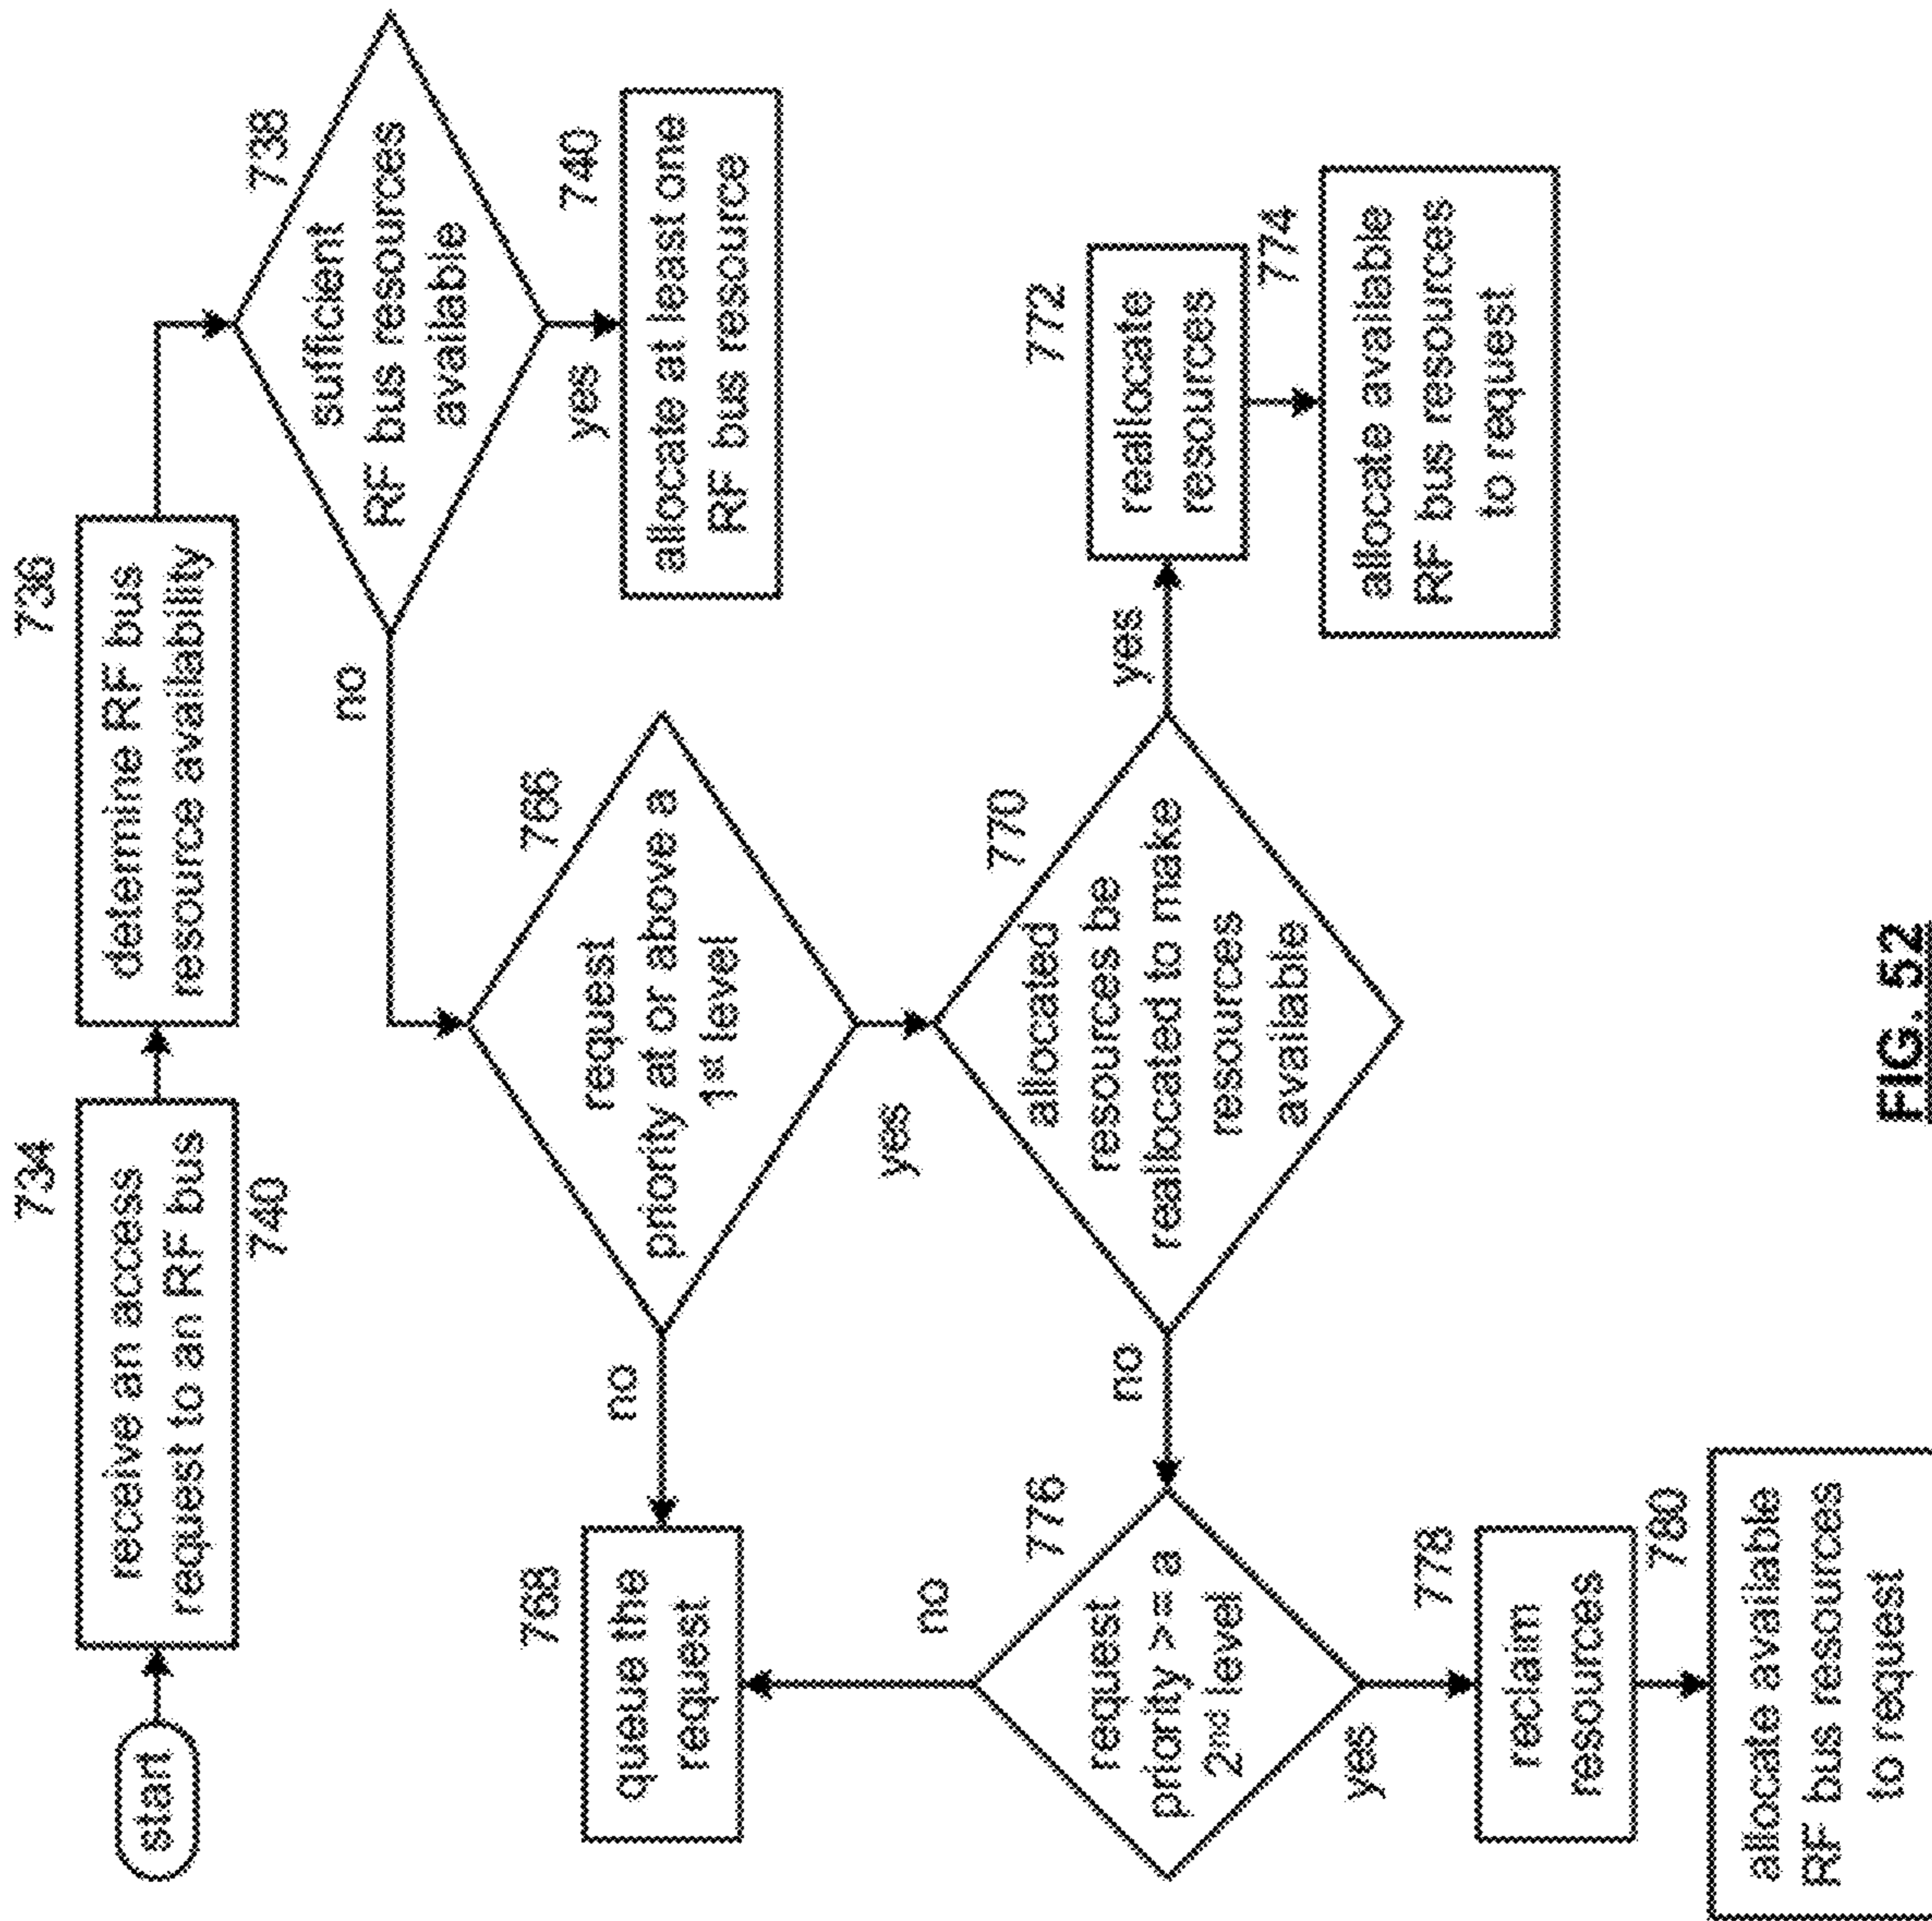 start
734
receive an access
request to an RF bus
740
736
determine RF bus
resource availability
738
sufficient
RF bus resources
available
yes
740
allocate at least one
RF bus resource
no
766
request
priority at or above a
1st level
no
768
queue the
request
yes
770
allocated
resources be
reallocated to make
resources
available
yes
772
reallocate
resources
774
allocate available
RF bus resources
to request
no
776
request
priority >= a
2nd level
no
yes
778
reclaim
resources
780
allocate available
RF bus resources
to request
FIG. 52